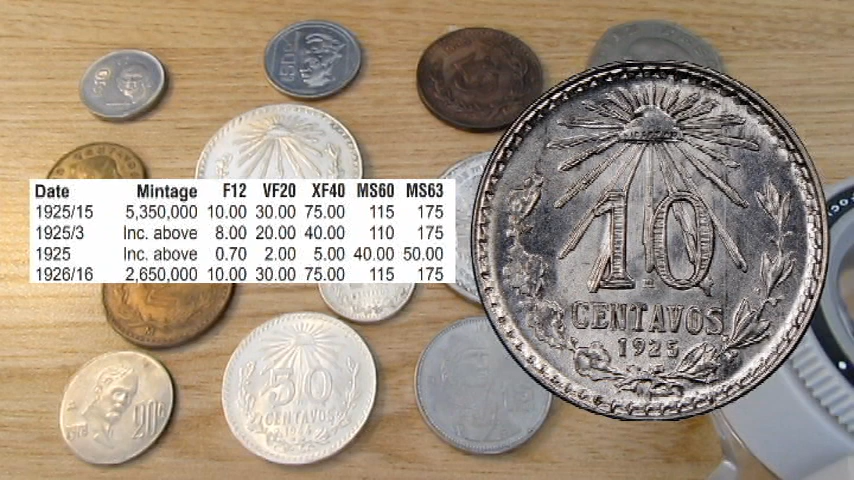 Date Mintage F12 VF20 XF40 MS60 MS63
1925/15 5,350,000 10.00 30.00 75.00 115 175
1925/3 Inc. above 8.00 20.00 40.00 110 175
1925 Inc. above 0.70 2.00 5.00 40.00 50.00
1926/16 2,650,000 10.00 30.00 75.00 115 175
10
CENTAVOS
1925
50
CENTAVOS
20¢